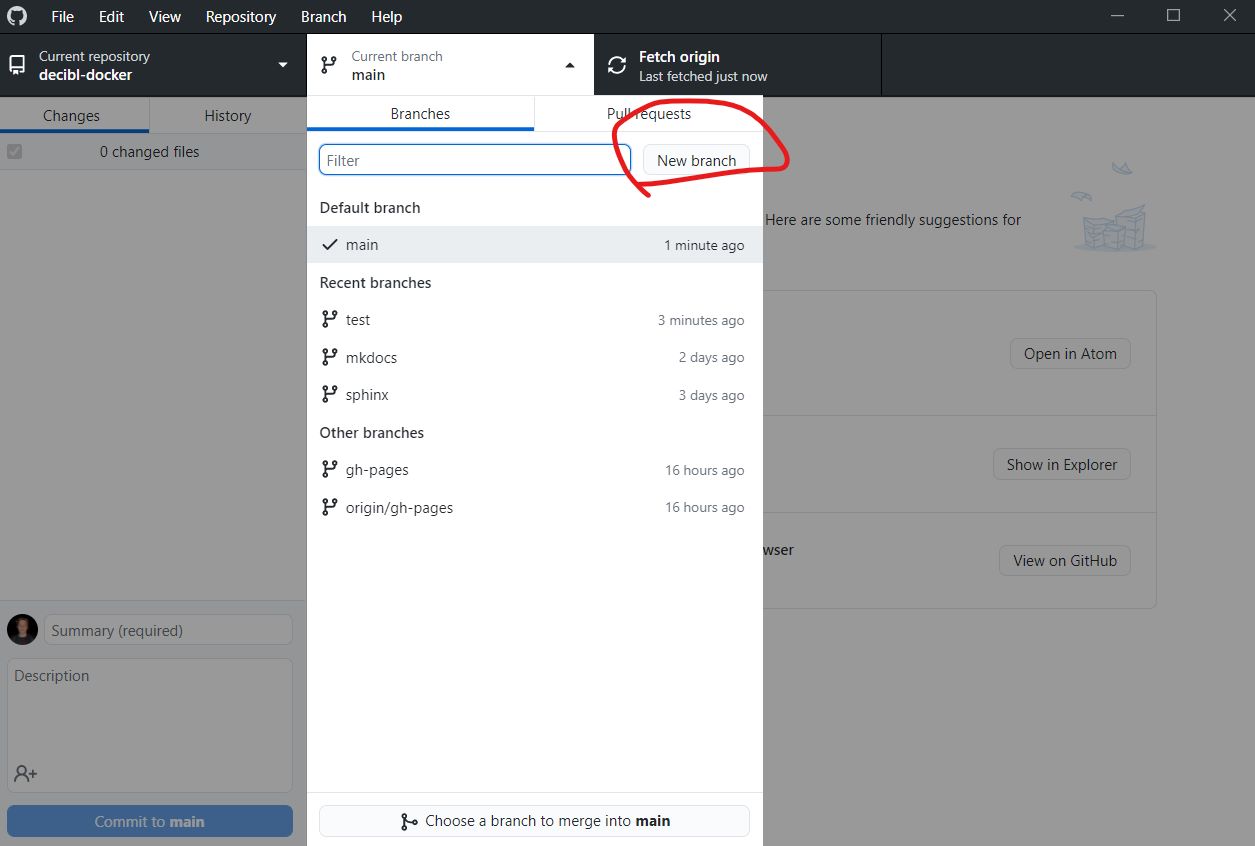 File Edit View Repository Branch Help
Current repository
decibl-docker
Current branch
main
Fetch origin
Last fetched just now
Changes History
0 changed files
Branches Pull requests
Filter New branch
Default branch
main 1 minute ago
Recent branches
test 3 minutes ago
mkdocs 2 days ago
sphinx 3 days ago
Other branches
gh-pages 16 hours ago
origin/gh-pages 16 hours ago
Choose a branch to merge into main
Here are some friendly suggestions for
Open in Atom
Show in Explorer
wser
View on GitHub
Summary (required)
Description
Commit to main